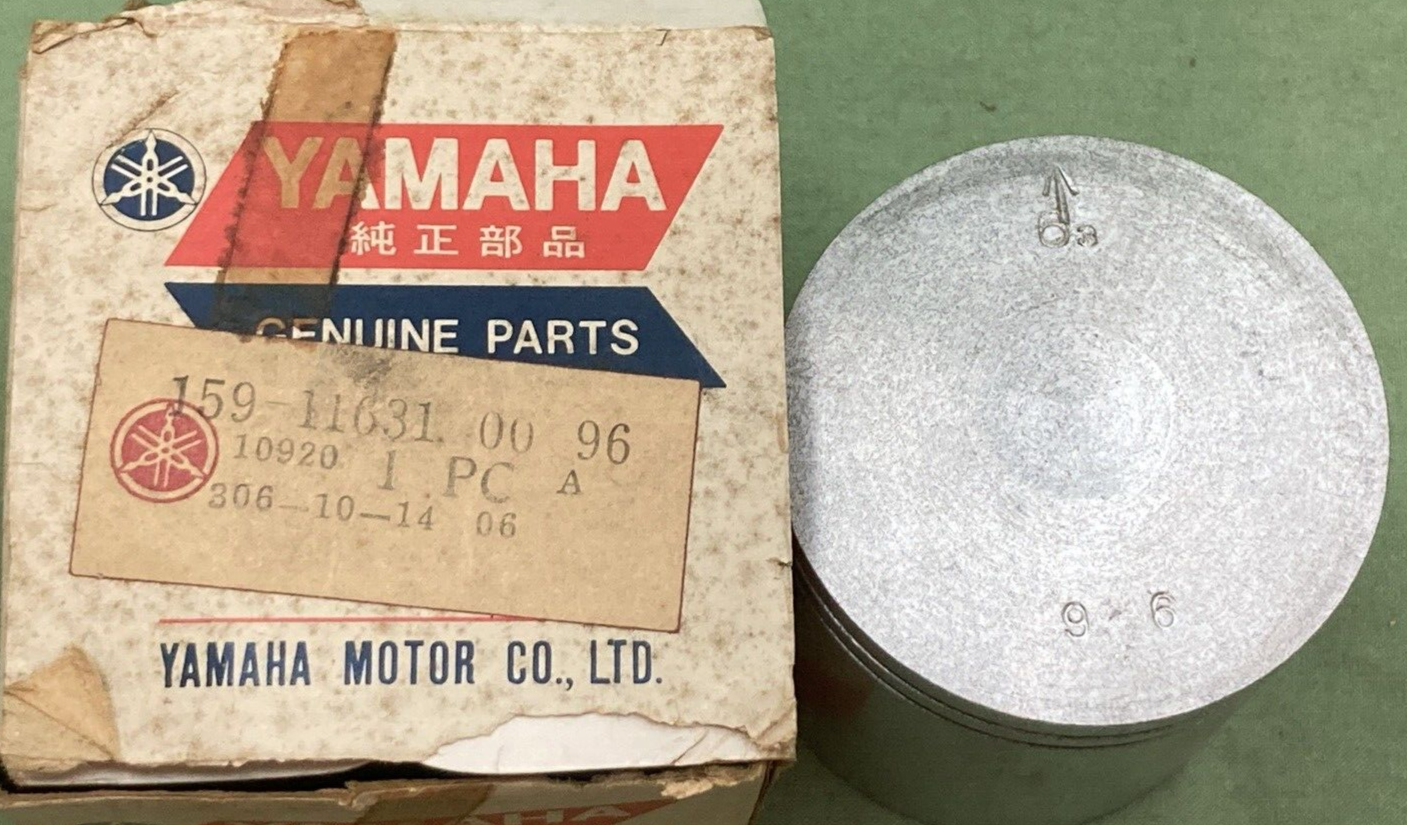 YAMAHA
純正部品
GENUINE PARTS
159-11631 00 96
10920 1 PC A
306-10-14 06
YAMAHA MOTOR CO., LTD.
9 6